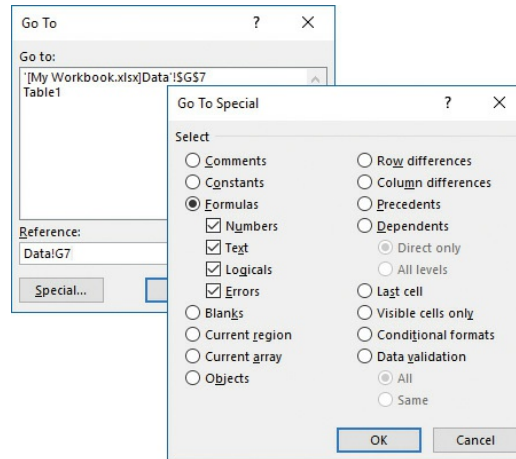 Go To ? ×
Go to:
'[My Workbook.xlsx]Data'!$G$7
Table1
Reference:
Data!G7
Special...
Go To Special ? ×
Select
Comments
Constants
Formulas
Numbers
Text
Logicals
Errors
Blanks
Current region
Current array
Objects
Row differences
Column differences
Precedents
Dependents
Direct only
All levels
Last cell
Visible cells only
Conditional formats
Data validation
All
Same
OK Cancel